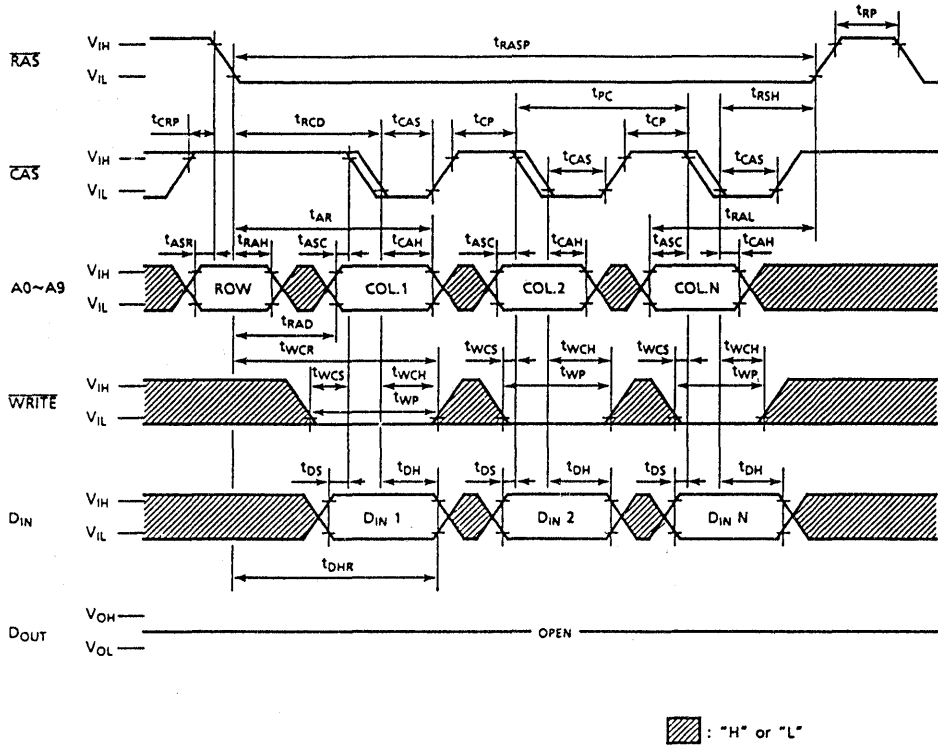 tRP
VIH
tRASP
RAS
VIL
tPC
tRSH
tCRP
tRCD
tCAS
tCP
tCP
VIH
tCAS
tCAS
CAS
VIL
tAR
tRAL
tASR
tRAH
tASC
tCAH
tASC
tCAH
tASC
tCAH
VIH
A0~A9
ROW
COL.1
COL.2
COL.N
VIL
tRAD
tWCR
tWCS
tWCH
tWCS
tWCH
tWCS
tWCH
VIH
tWP
tWP
tWP
WRITE
VIL
tDS
tDH
tDS
tDH
tDS
tDH
VIH
DIN
DIN 1
DIN 2
DIN N
VIL
tDHR
VOH
DOUT
OPEN
VOL
: "H" or "L"